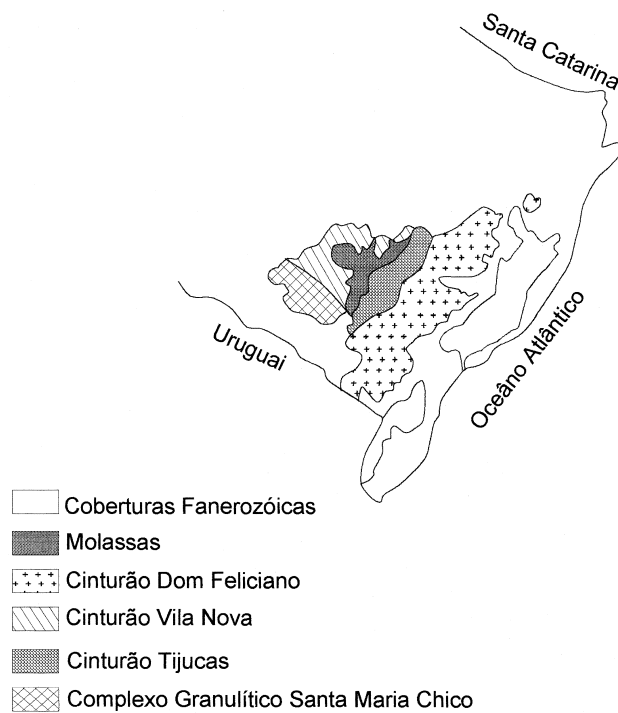 Santa Catarina
Uruguai
Oceâno Atlântico
Coberturas Fanerozóicas
Molassas
Cinturão Dom Feliciano
Cinturão Vila Nova
Cinturão Tijucas
Complexo Granulítico Santa Maria Chico